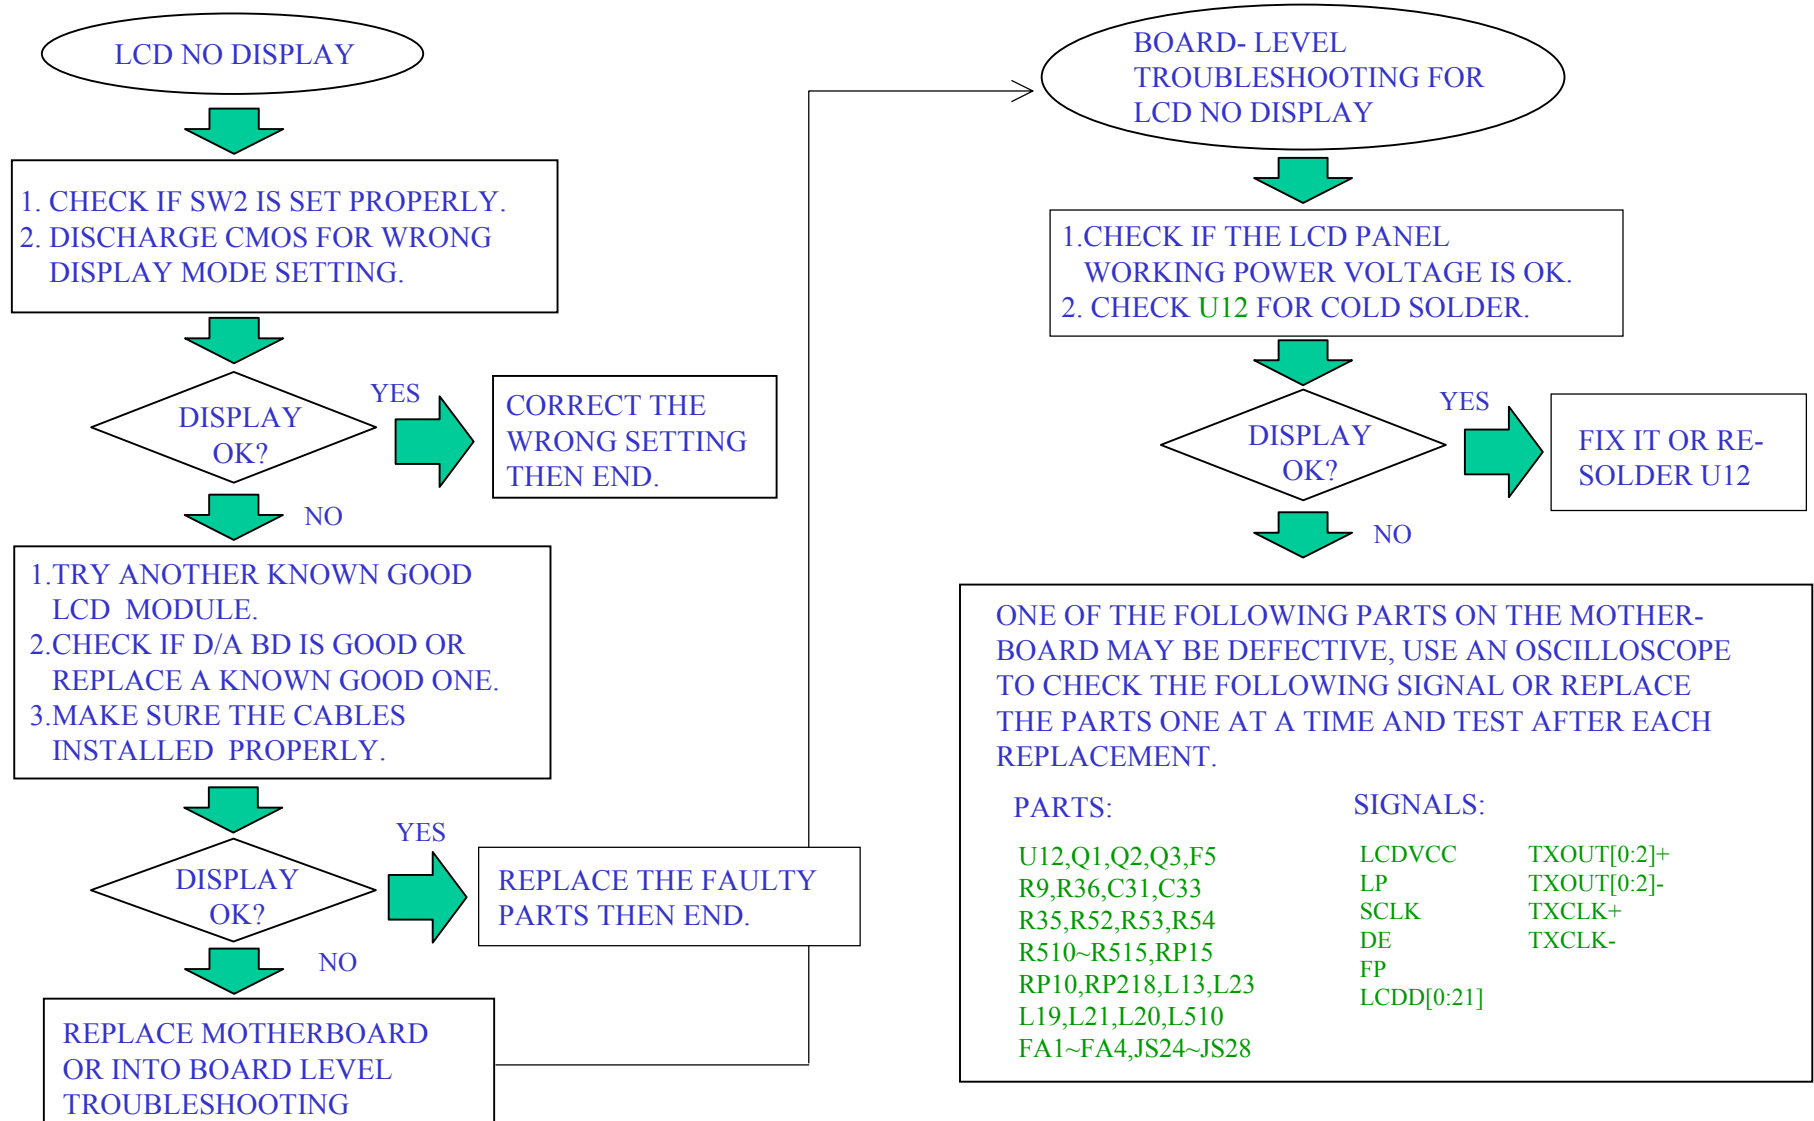 LCD NO DISPLAY
1. CHECK IF SW2 IS SET PROPERLY.
2. DISCHARGE CMOS FOR WRONG
DISPLAY MODE SETTING.
DISPLAY
OK?
YES
CORRECT THE
WRONG SETTING
THEN END.
NO
1.TRY ANOTHER KNOWN GOOD
LCD MODULE.
2.CHECK IF D/A BD IS GOOD OR
REPLACE A KNOWN GOOD ONE.
3.MAKE SURE THE CABLES
INSTALLED PROPERLY.
DISPLAY
OK?
YES
REPLACE THE FAULTY
PARTS THEN END.
NO
REPLACE MOTHERBOARD
OR INTO BOARD LEVEL
TROUBLESHOOTING
BOARD- LEVEL
TROUBLESHOOTING FOR
LCD NO DISPLAY
1.CHECK IF THE LCD PANEL
WORKING POWER VOLTAGE IS OK.
2. CHECK U12 FOR COLD SOLDER.
DISPLAY
OK?
YES
FIX IT OR RE-
SOLDER U12
NO
ONE OF THE FOLLOWING PARTS ON THE MOTHER-
BOARD MAY BE DEFECTIVE, USE AN OSCILLOSCOPE
TO CHECK THE FOLLOWING SIGNAL OR REPLACE
THE PARTS ONE AT A TIME AND TEST AFTER EACH
REPLACEMENT.
PARTS:
U12,Q1,Q2,Q3,F5
R9,R36,C31,C33
R35,R52,R53,R54
R510~R515,RP15
RP10,RP218,L13,L23
L19,L21,L20,L510
FA1~FA4,JS24~JS28
SIGNALS:
LCDVCC
LP
SCLK
DE
FP
LCDD[0:21]
TXOUT[0:2]+
TXOUT[0:2]-
TXCLK+
TXCLK-